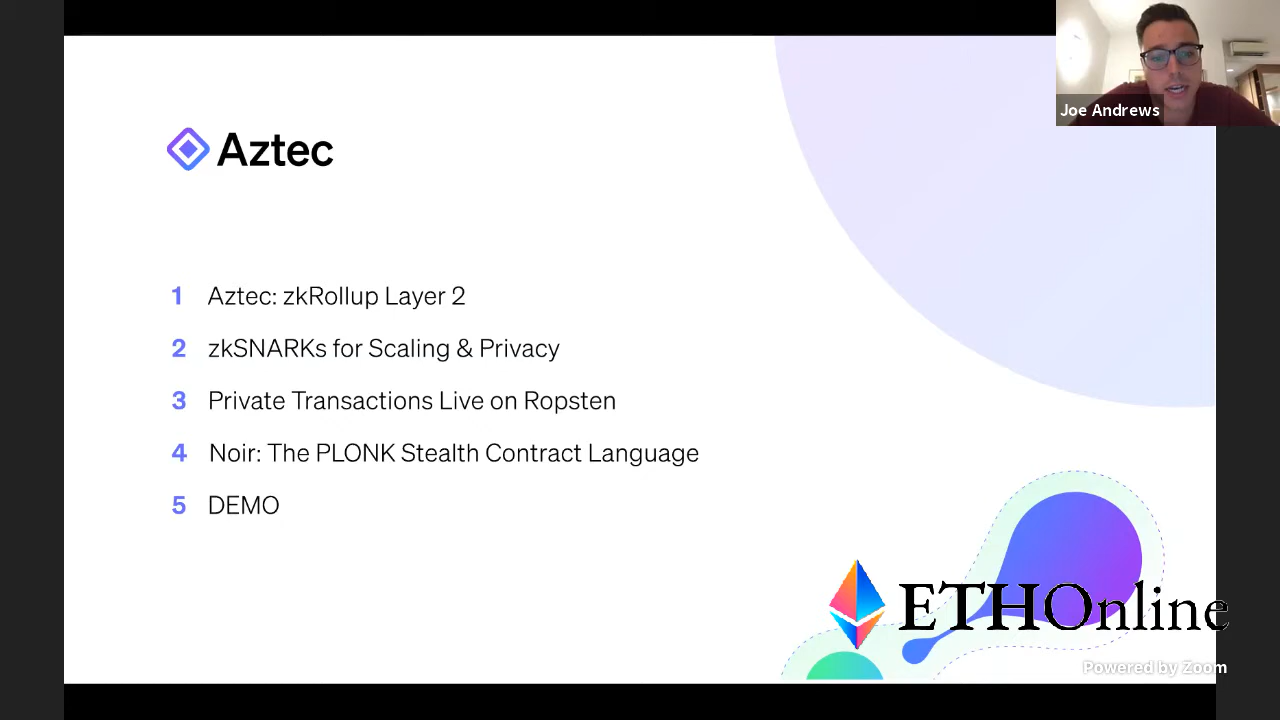 Joe Andrews
Aztec
1 Aztec: zkRollup Layer 2
2 zkSNARKs for Scaling & Privacy
3 Private Transactions Live on Ropsten
4 Noir: The PLONK Stealth Contract Language
5 DEMO
ETHOnline
Powered by Zoom